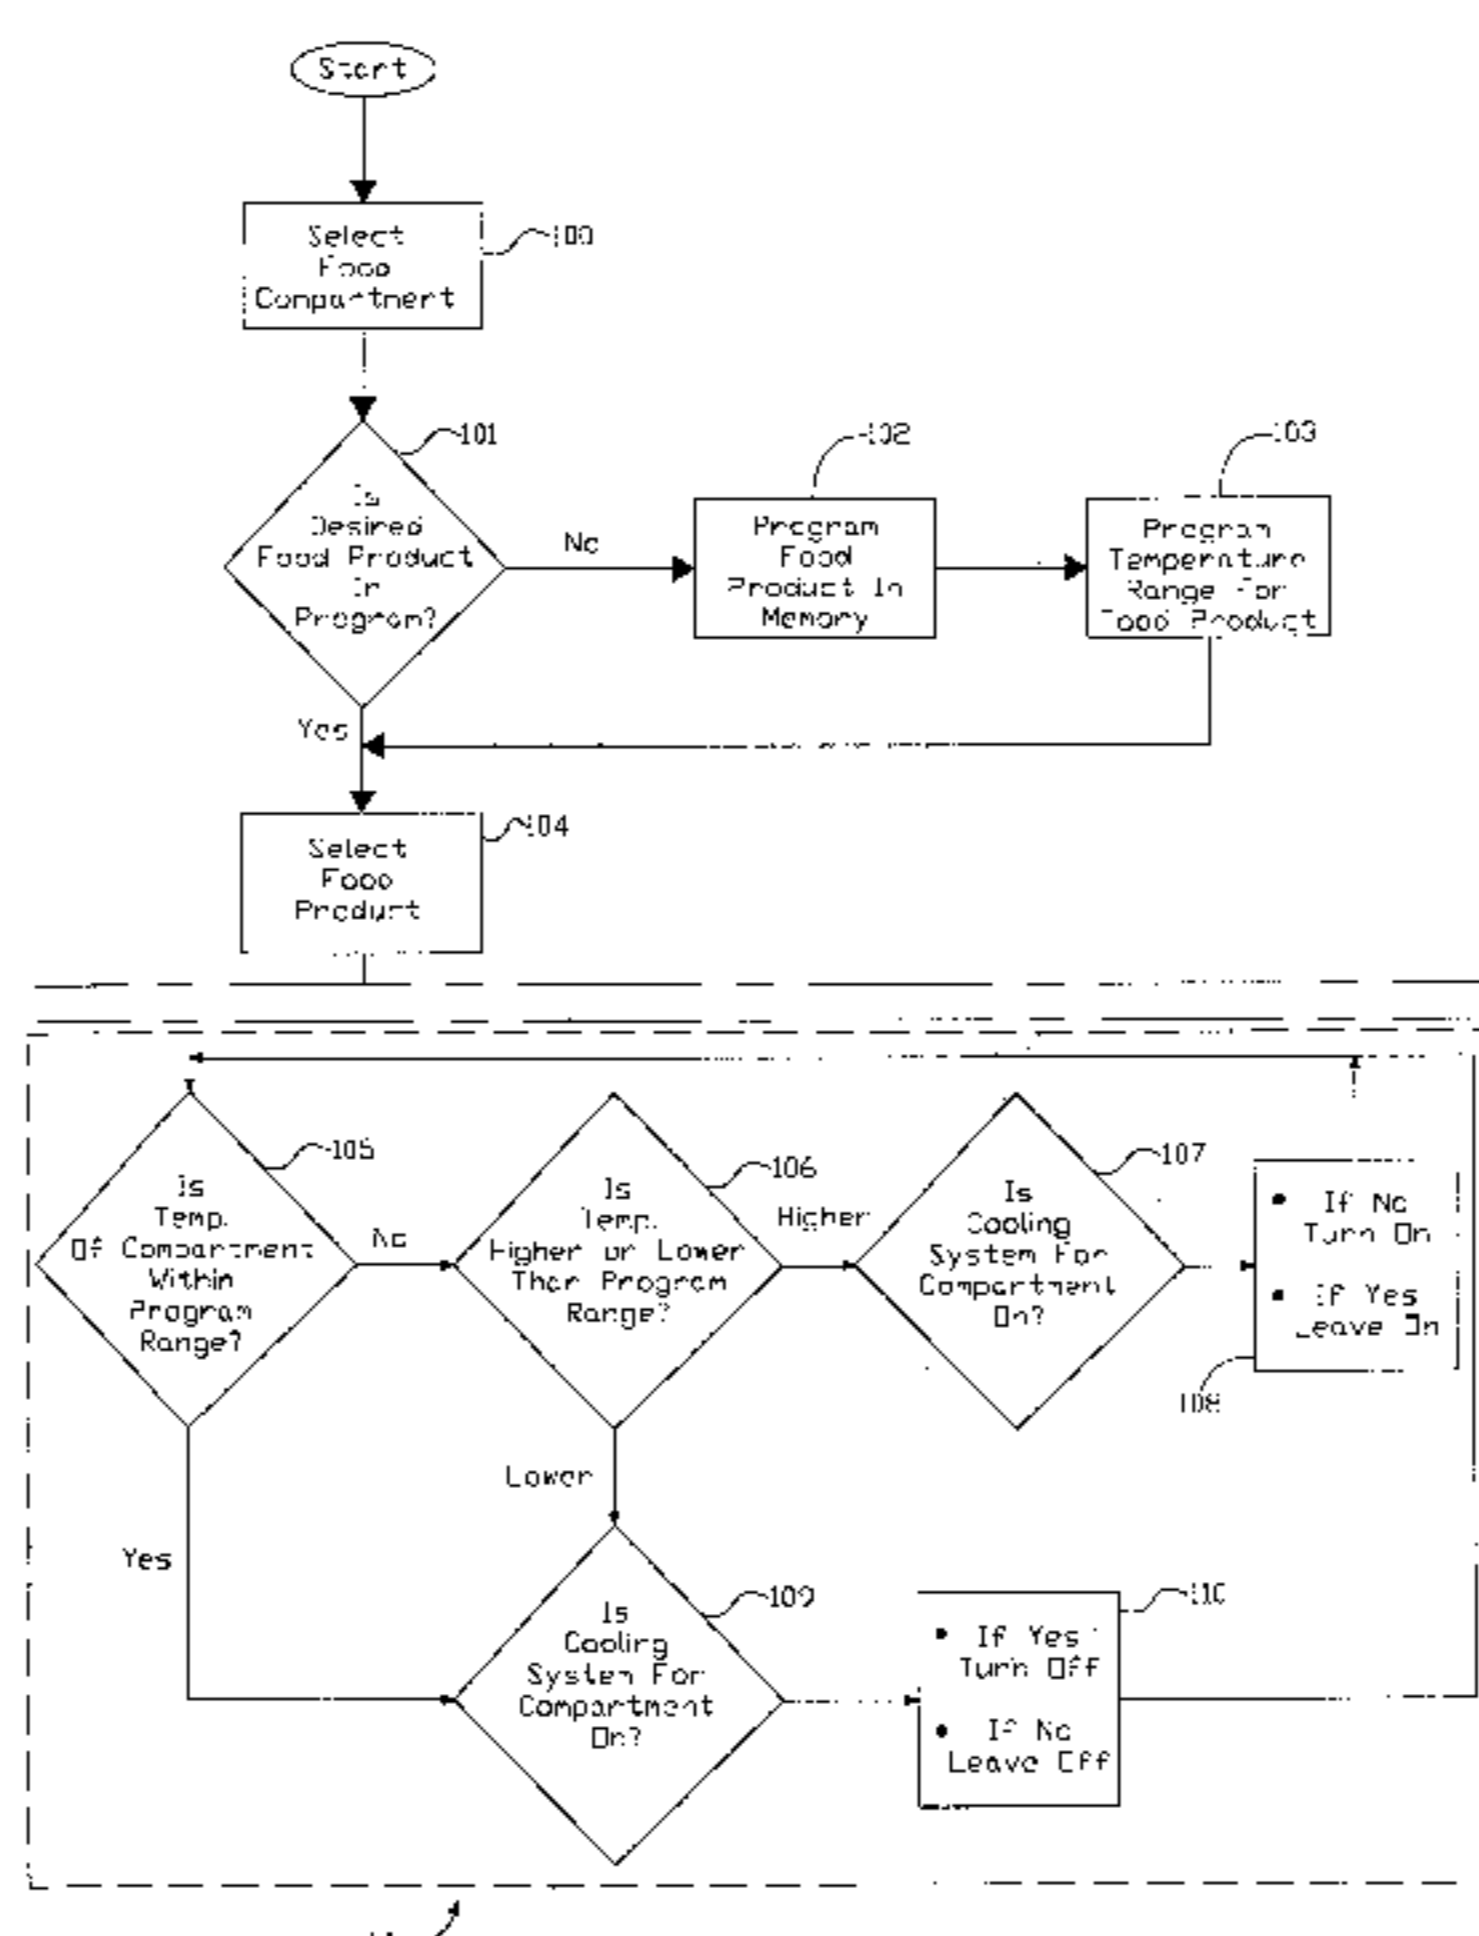 Start
Select
Food
Compartment
100
101
Is
Desired
Food Product
In
Program?
No
102
Program
Food
Product In
Memory
103
Program
Temperature
Range For
Food Product
Yes
104
Select
Food
Product
105
Is
Temp.
Of Compartment
Within
Program
Range?
No
106
Is
Temp.
Higher or Lower
Than Program
Range?
Higher
107
Is
Cooling
System For
Compartment
On?
If No
Turn On
If Yes
Leave On
108
Lower
Yes
109
Is
Cooling
System For
Compartment
On?
110
If Yes
Turn Off
If No
Leave Off